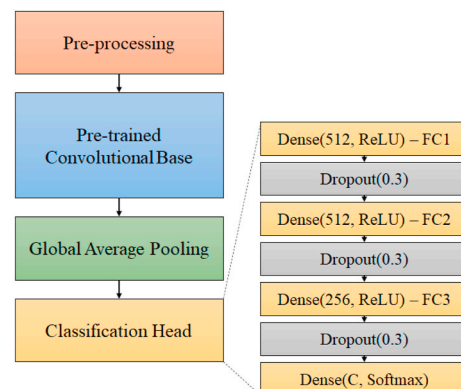 Pre-processing
Pre-trained
Convolutional Base
Global Average Pooling
Classification Head
Dense(512, ReLU) – FC1
Dropout(0.3)
Dense(512, ReLU) – FC2
Dropout(0.3)
Dense(256, ReLU) – FC3
Dropout(0.3)
Dense(C, Softmax)